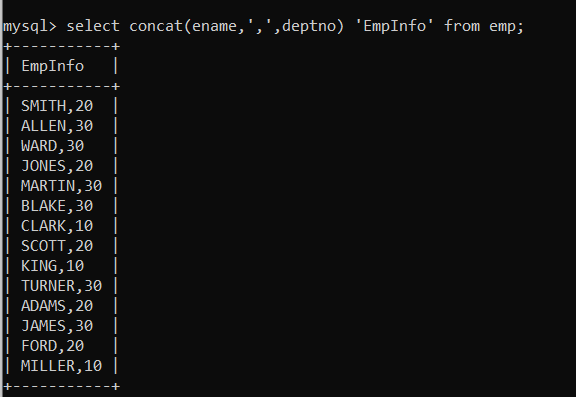 mysql> select concat(ename,',',deptno) 'EmpInfo' from emp;
+-----------+
| EmpInfo   |
+-----------+
| SMITH,20  |
| ALLEN,30  |
| WARD,30   |
| JONES,20  |
| MARTIN,30 |
| BLAKE,30  |
| CLARK,10  |
| SCOTT,20  |
| KING,10   |
| TURNER,30 |
| ADAMS,20  |
| JAMES,30  |
| FORD,20   |
| MILLER,10 |
+-----------+